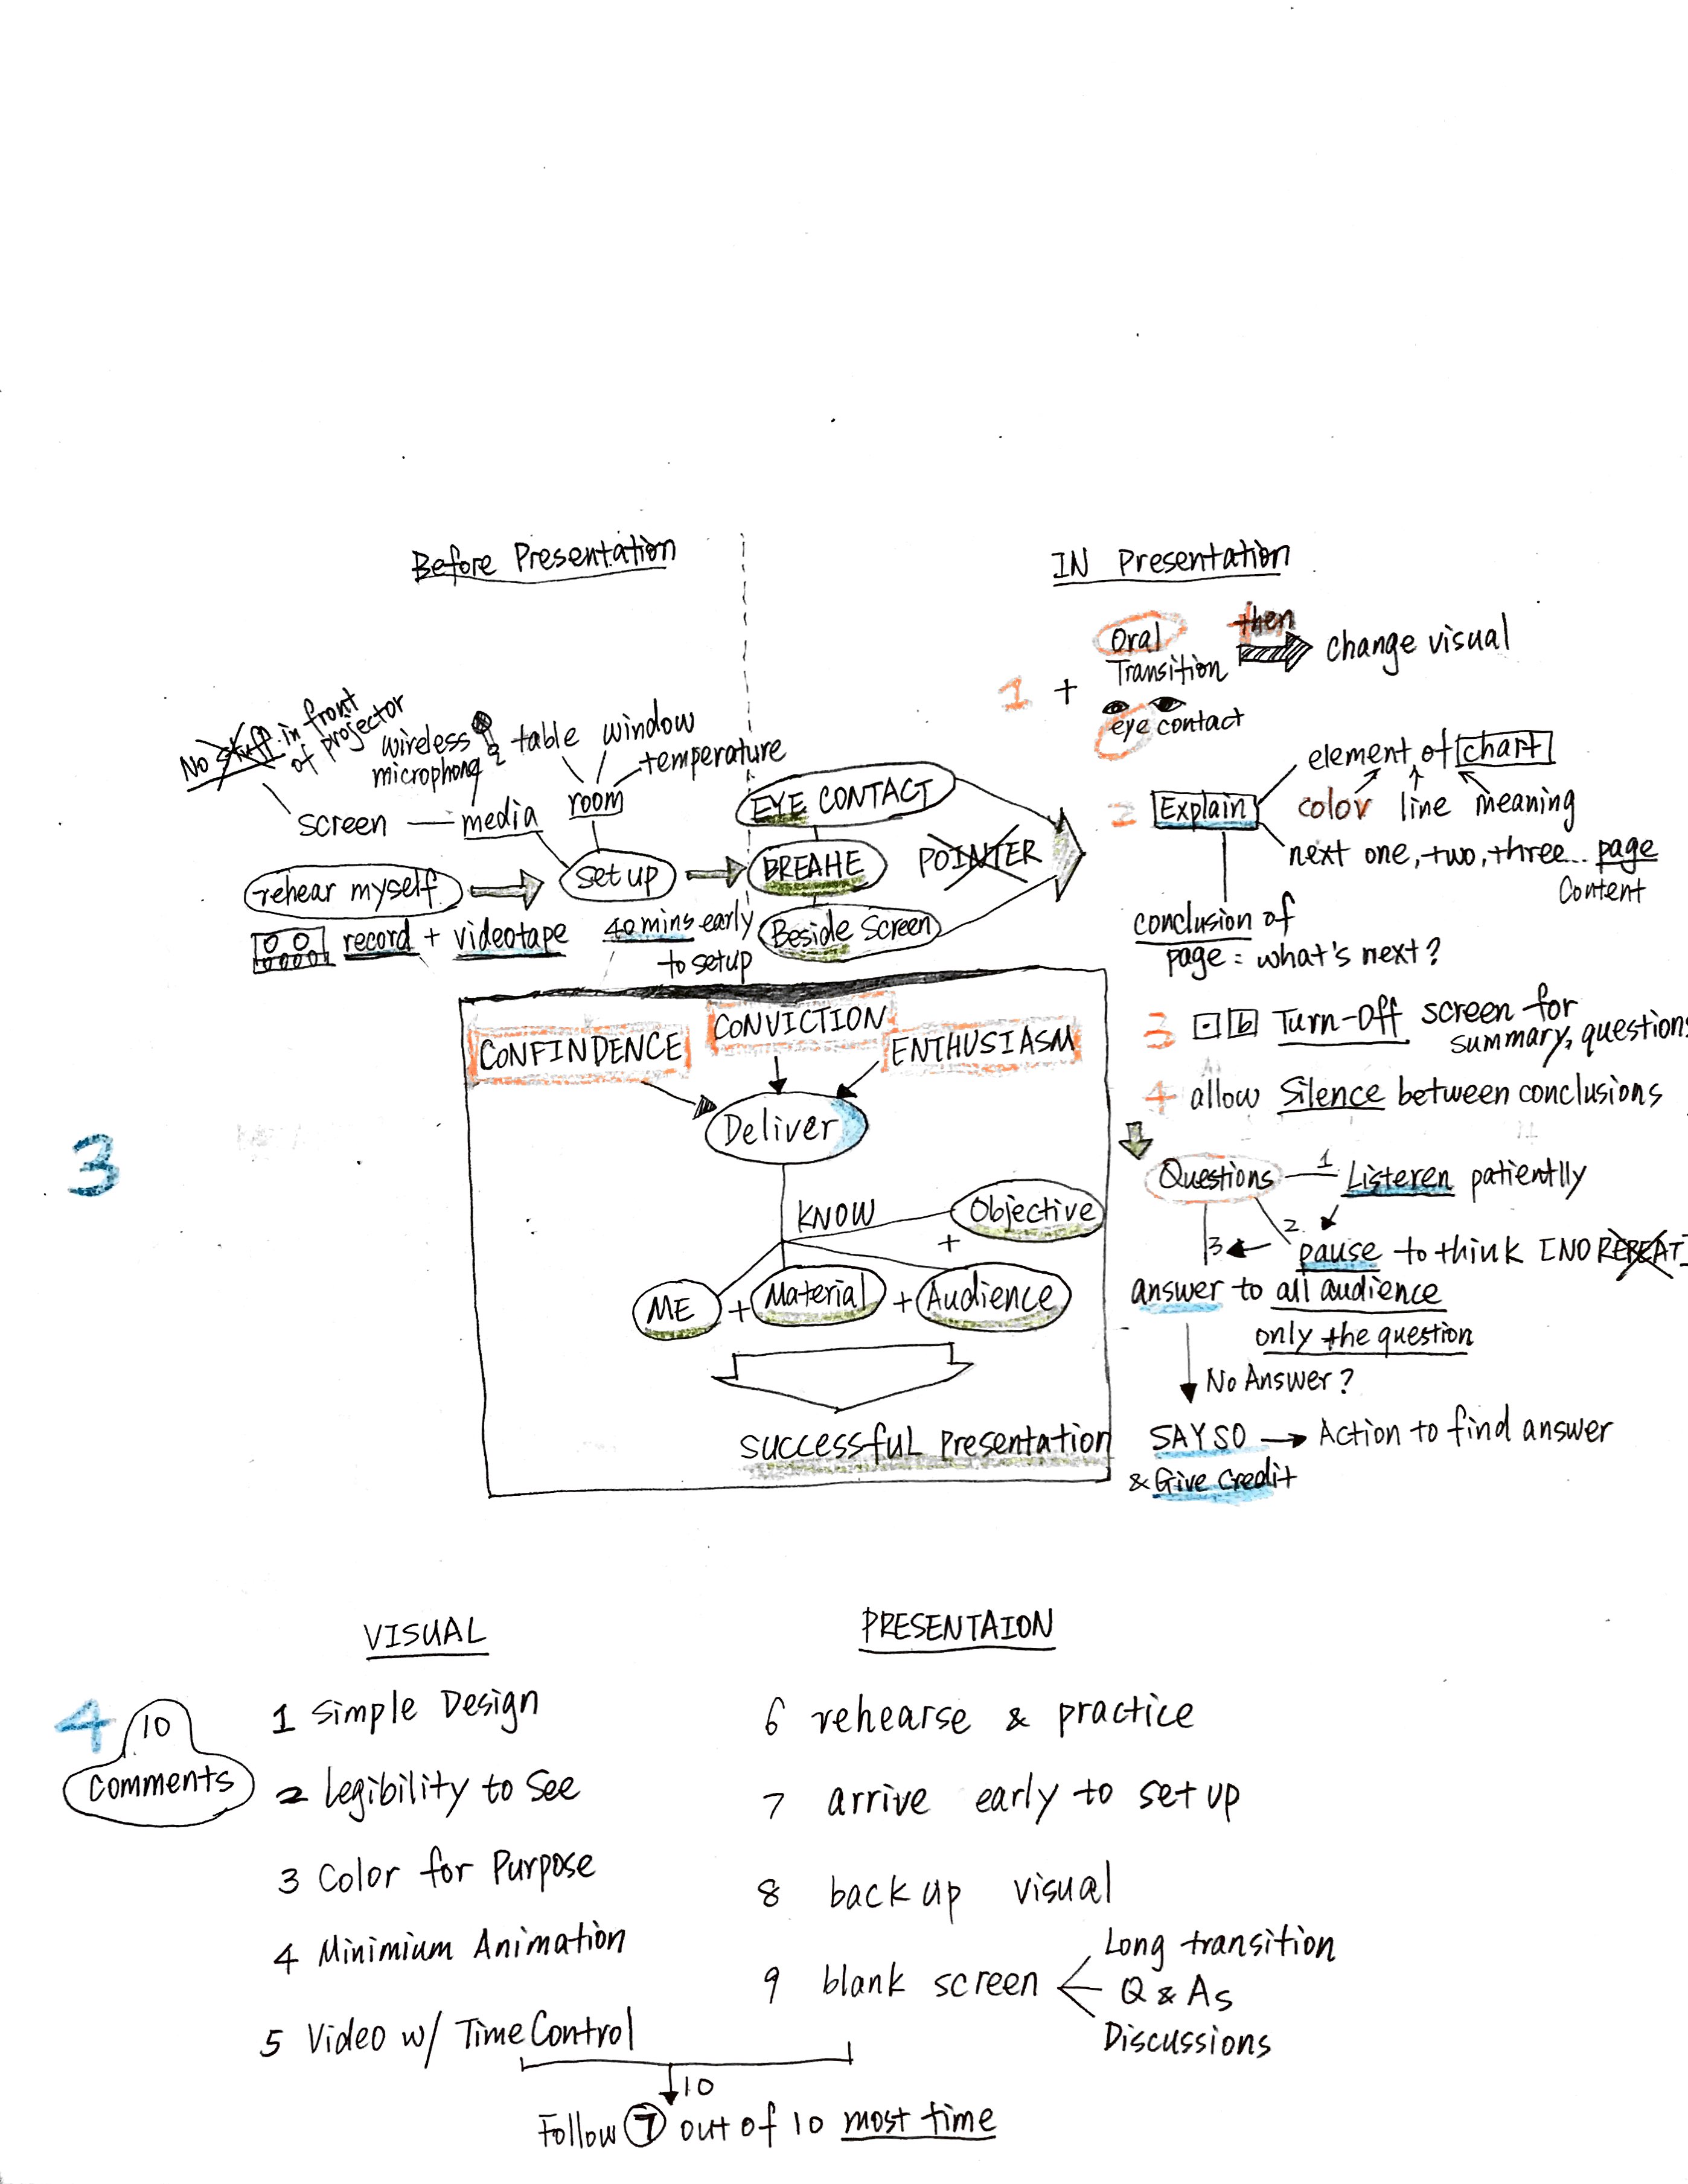 Before Presentation
No stuff in front
of projector
wireless
microphong
table
window
temperature
screen
media
room
rehear myself
set up
record + videotape
40 mins early
to setup
EYE CONTACT
BREAHE
Beside Screen
POINTER
IN Presentation
1 +
Oral
Transition
then
change visual
eye contact
2 Explain
element of chart
color line meaning
next one, two, three... page
Content
conclusion of
page = what's next?
3 b Turn-Off screen for
summary, questions
4 allow Silence between conclusions
Questions
1 Listeren patiently
2. pause to think [NO REPEAT]
3
answer to all audience
only the question
No Answer?
SAY SO → Action to find answer
& Give Credit
3
CONFINDENCE
CONVICTION
ENTHUSIASM
Deliver
KNOW
Objective
+
ME + Material + Audience
successful presentation
4
10
Comments
VISUAL
1 Simple Design
2 Legibility to See
3 Color for Purpose
4 Minimium Animation
5 Video w/ Time Control
PRESENTAION
6 rehearse & practice
7 arrive early to set up
8 back up visual
9 blank screen
Long transition
Q & As
Discussions
10
Follow 7 out of 10 most time